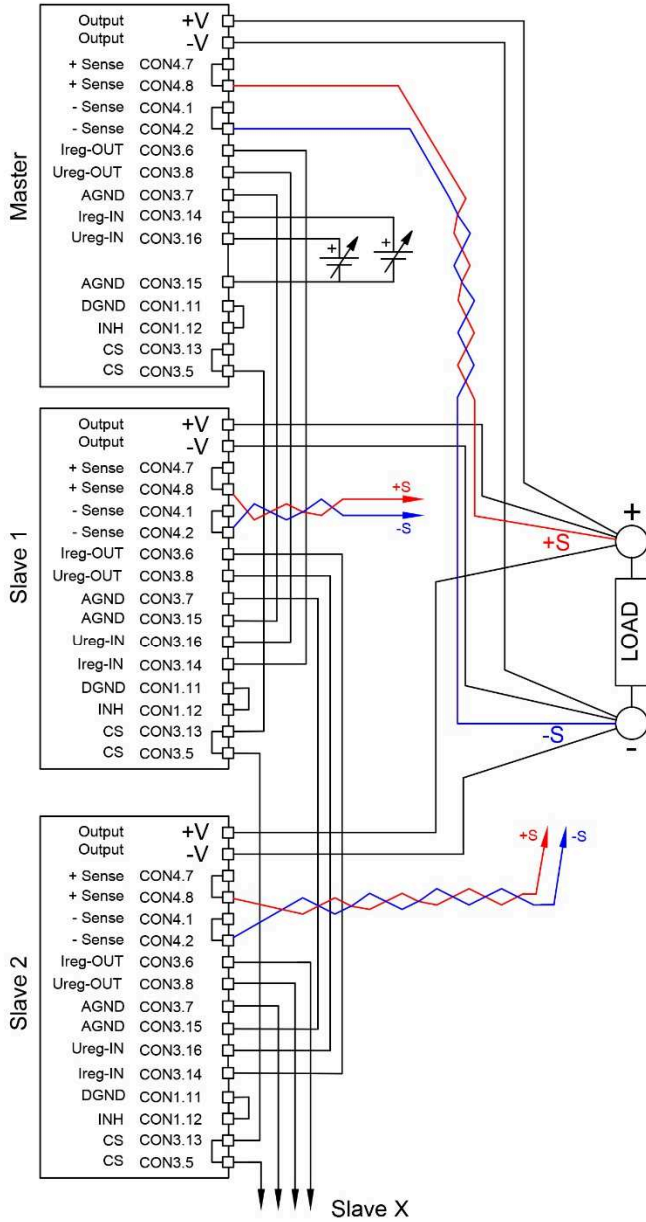 Master
Output +V
Output -V
+ Sense CON4.7
+ Sense CON4.8
- Sense CON4.1
- Sense CON4.2
Ireg-OUT CON3.6
Ureg-OUT CON3.8
AGND CON3.7
Ireg-IN CON3.14
Ureg-IN CON3.16
+ +
AGND CON3.15
DGND CON1.11
INH CON1.12
CS CON3.13
CS CON3.5
Slave 1
Output +V
Output -V
+ Sense CON4.7
+ Sense CON4.8
- Sense CON4.1
- Sense CON4.2
Ireg-OUT CON3.6
Ureg-OUT CON3.8
AGND CON3.7
AGND CON3.15
Ureg-IN CON3.16
Ireg-IN CON3.14
DGND CON1.11
INH CON1.12
CS CON3.13
CS CON3.5
+S
-S
+
+S
LOAD
-S
-
Slave 2
Output +V
Output -V
+ Sense CON4.7
+ Sense CON4.8
- Sense CON4.1
- Sense CON4.2
Ireg-OUT CON3.6
Ureg-OUT CON3.8
AGND CON3.7
AGND CON3.15
Ureg-IN CON3.16
Ireg-IN CON3.14
DGND CON1.11
INH CON1.12
CS CON3.13
CS CON3.5
+S -S
Slave X